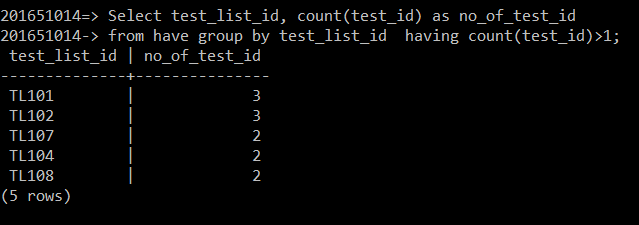 201651014=> Select test_list_id, count(test_id) as no_of_test_id
201651014-> from have group by test_list_id  having count(test_id)>1;
 test_list_id | no_of_test_id
--------------+---------------
 TL101        |             3
 TL102        |             3
 TL107        |             2
 TL104        |             2
 TL108        |             2
(5 rows)